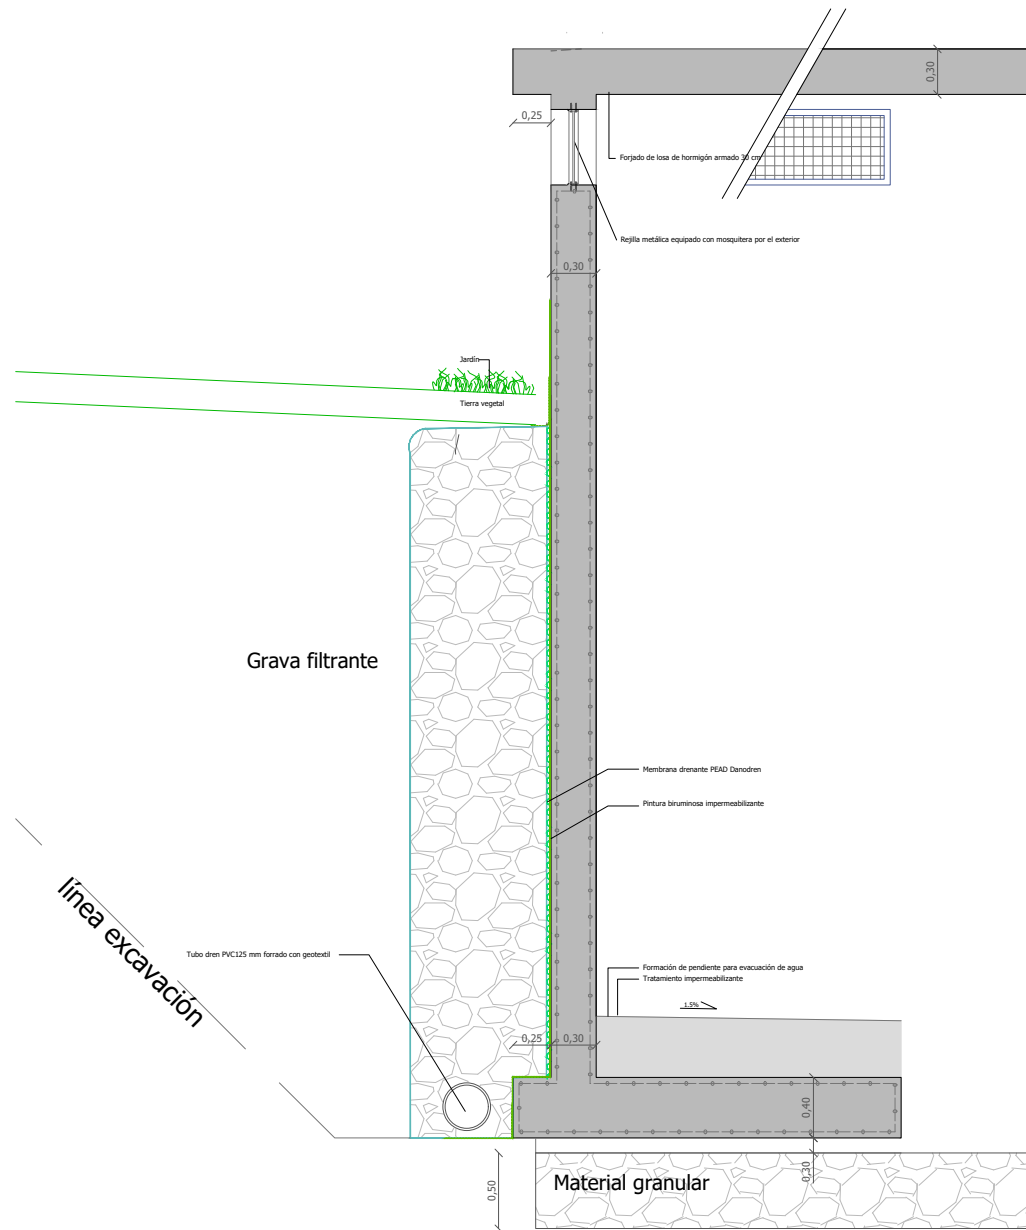 0,30
0,25
Forjado de losa de hormigón armado 30 cm
Rejilla metálica equipado con mosquitera por el exterior
0,30
Jardín
Tierra vegetal
Grava filtrante
Membrana drenante PEAD Danodren
Pintura biruminosa impermeabilizante
línea excavación
Tubo dren PVC125 mm forrado con geotextil
Formación de pendiente para evacuación de agua
Tratamiento impermeabilizante
1.5%
0,25
0,30
0,40
0,30
0,50
Material granular